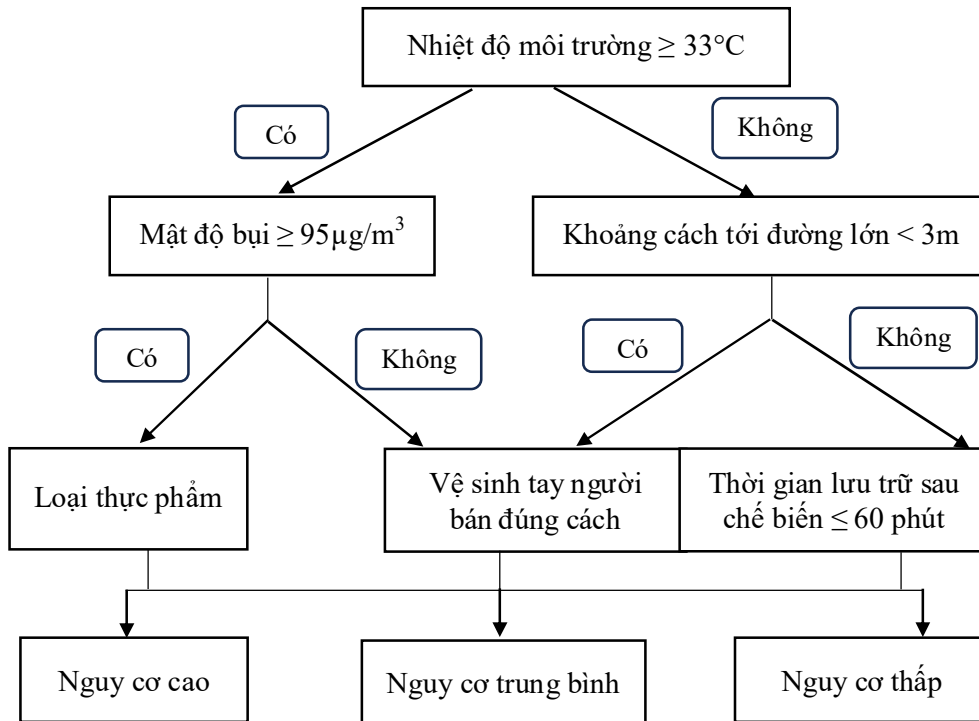 Nhiệt độ môi trường ≥ 33°C
Có
Không
Mật độ bụi ≥ 95µg/m³
Khoảng cách tới đường lớn < 3m
Có
Không
Có
Không
Loại thực phẩm
Vệ sinh tay người
bán đúng cách
Thời gian lưu trữ sau
chế biến ≤ 60 phút
Nguy cơ cao
Nguy cơ trung bình
Nguy cơ thấp